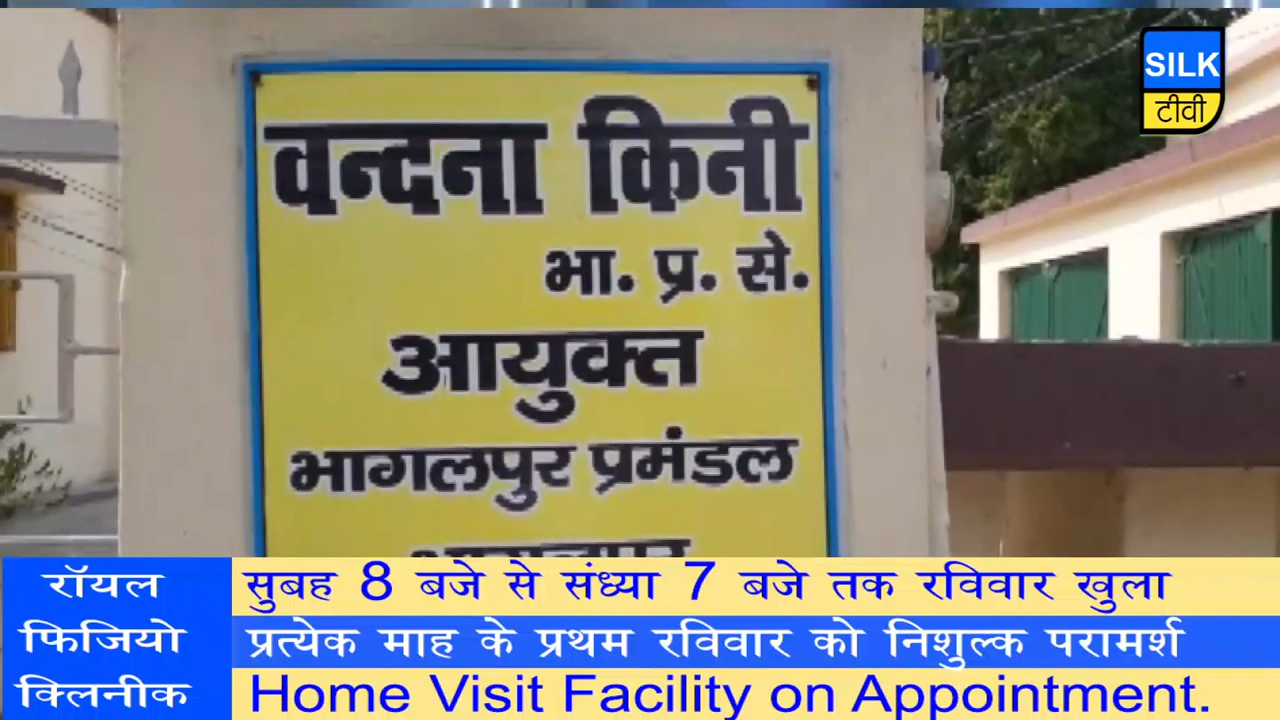 SILK
टीवी
वन्दना किनी
भा. प्र. से.
आयुक्त
भागलपुर प्रमंडल
भागलपुर
रॉयल
फिजियो
क्लिनीक
सुबह 8 बजे से संध्या 7 बजे तक रविवार खुला
प्रत्येक माह के प्रथम रविवार को निशुल्क परामर्श
Home Visit Facility on Appointment.